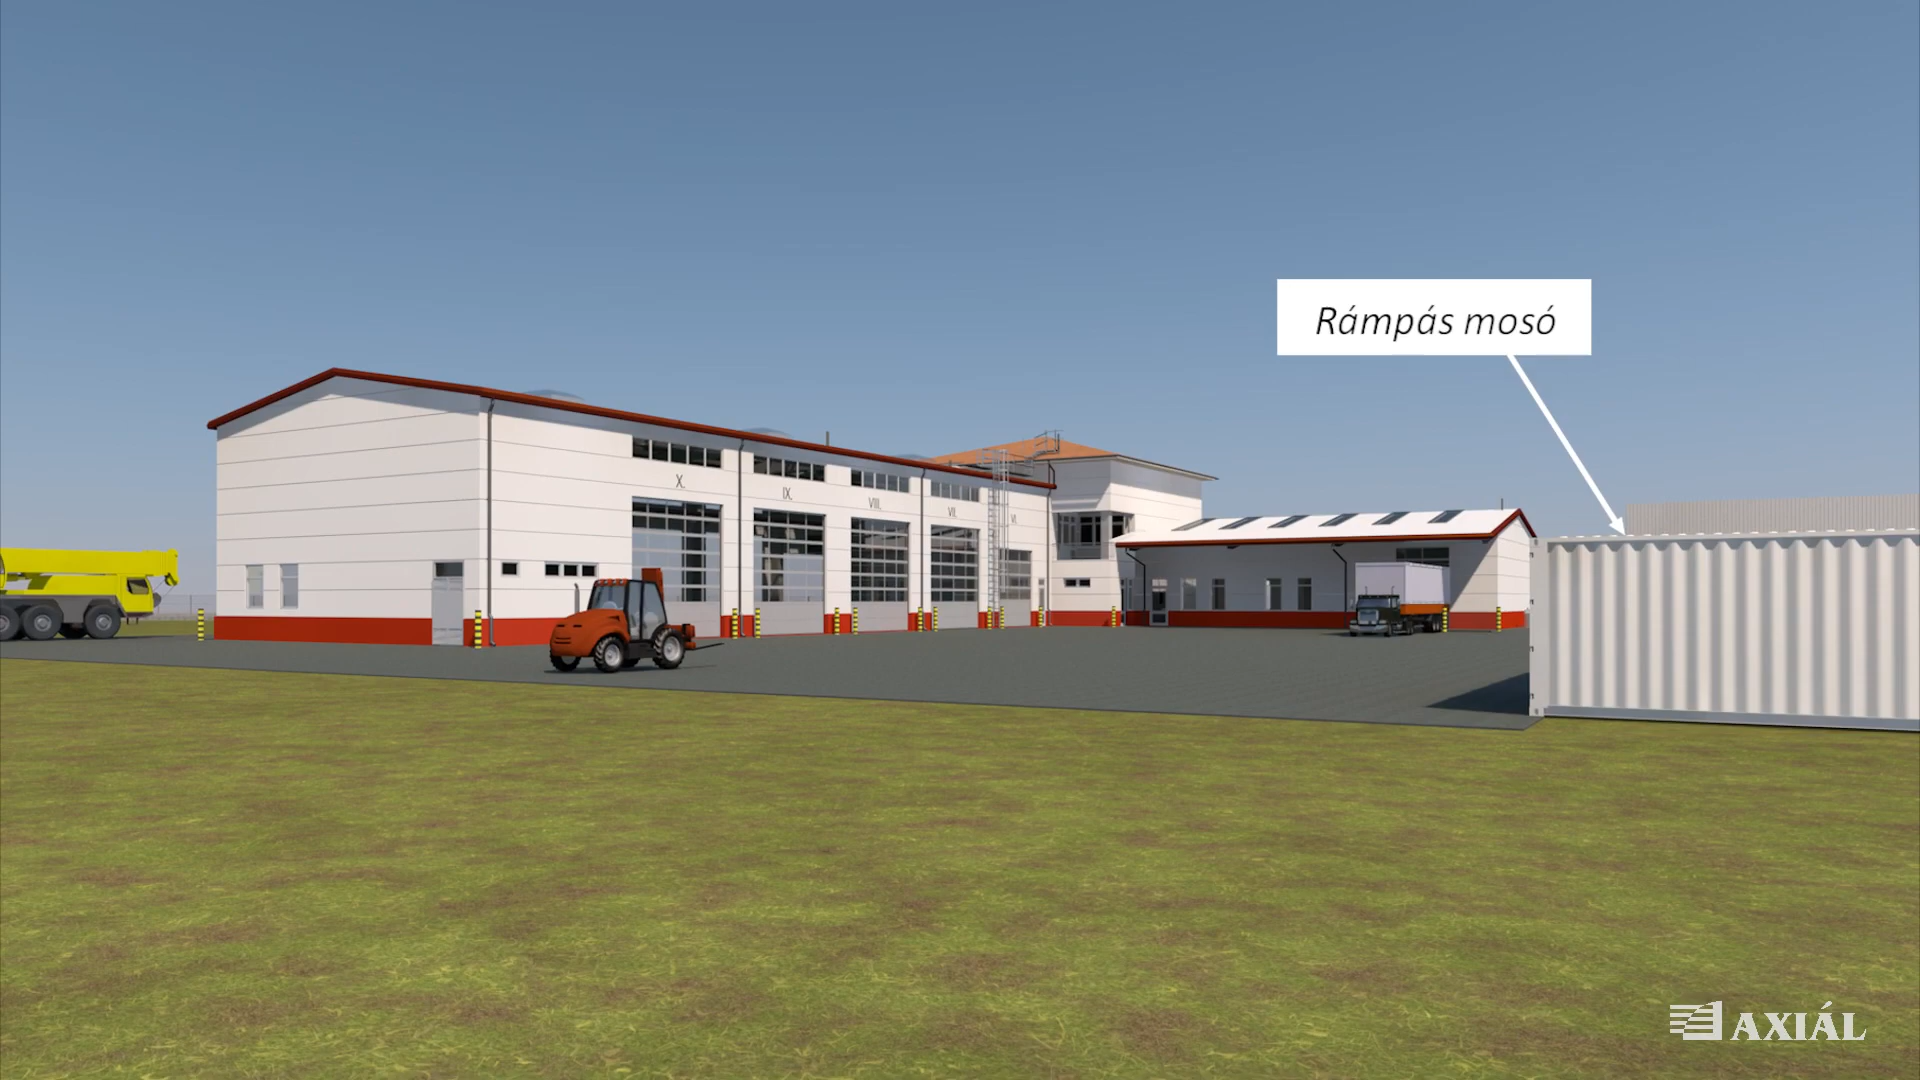 Rámpás mosó
X.
IX.
VIII.
VII.
VI.
AXIÁL